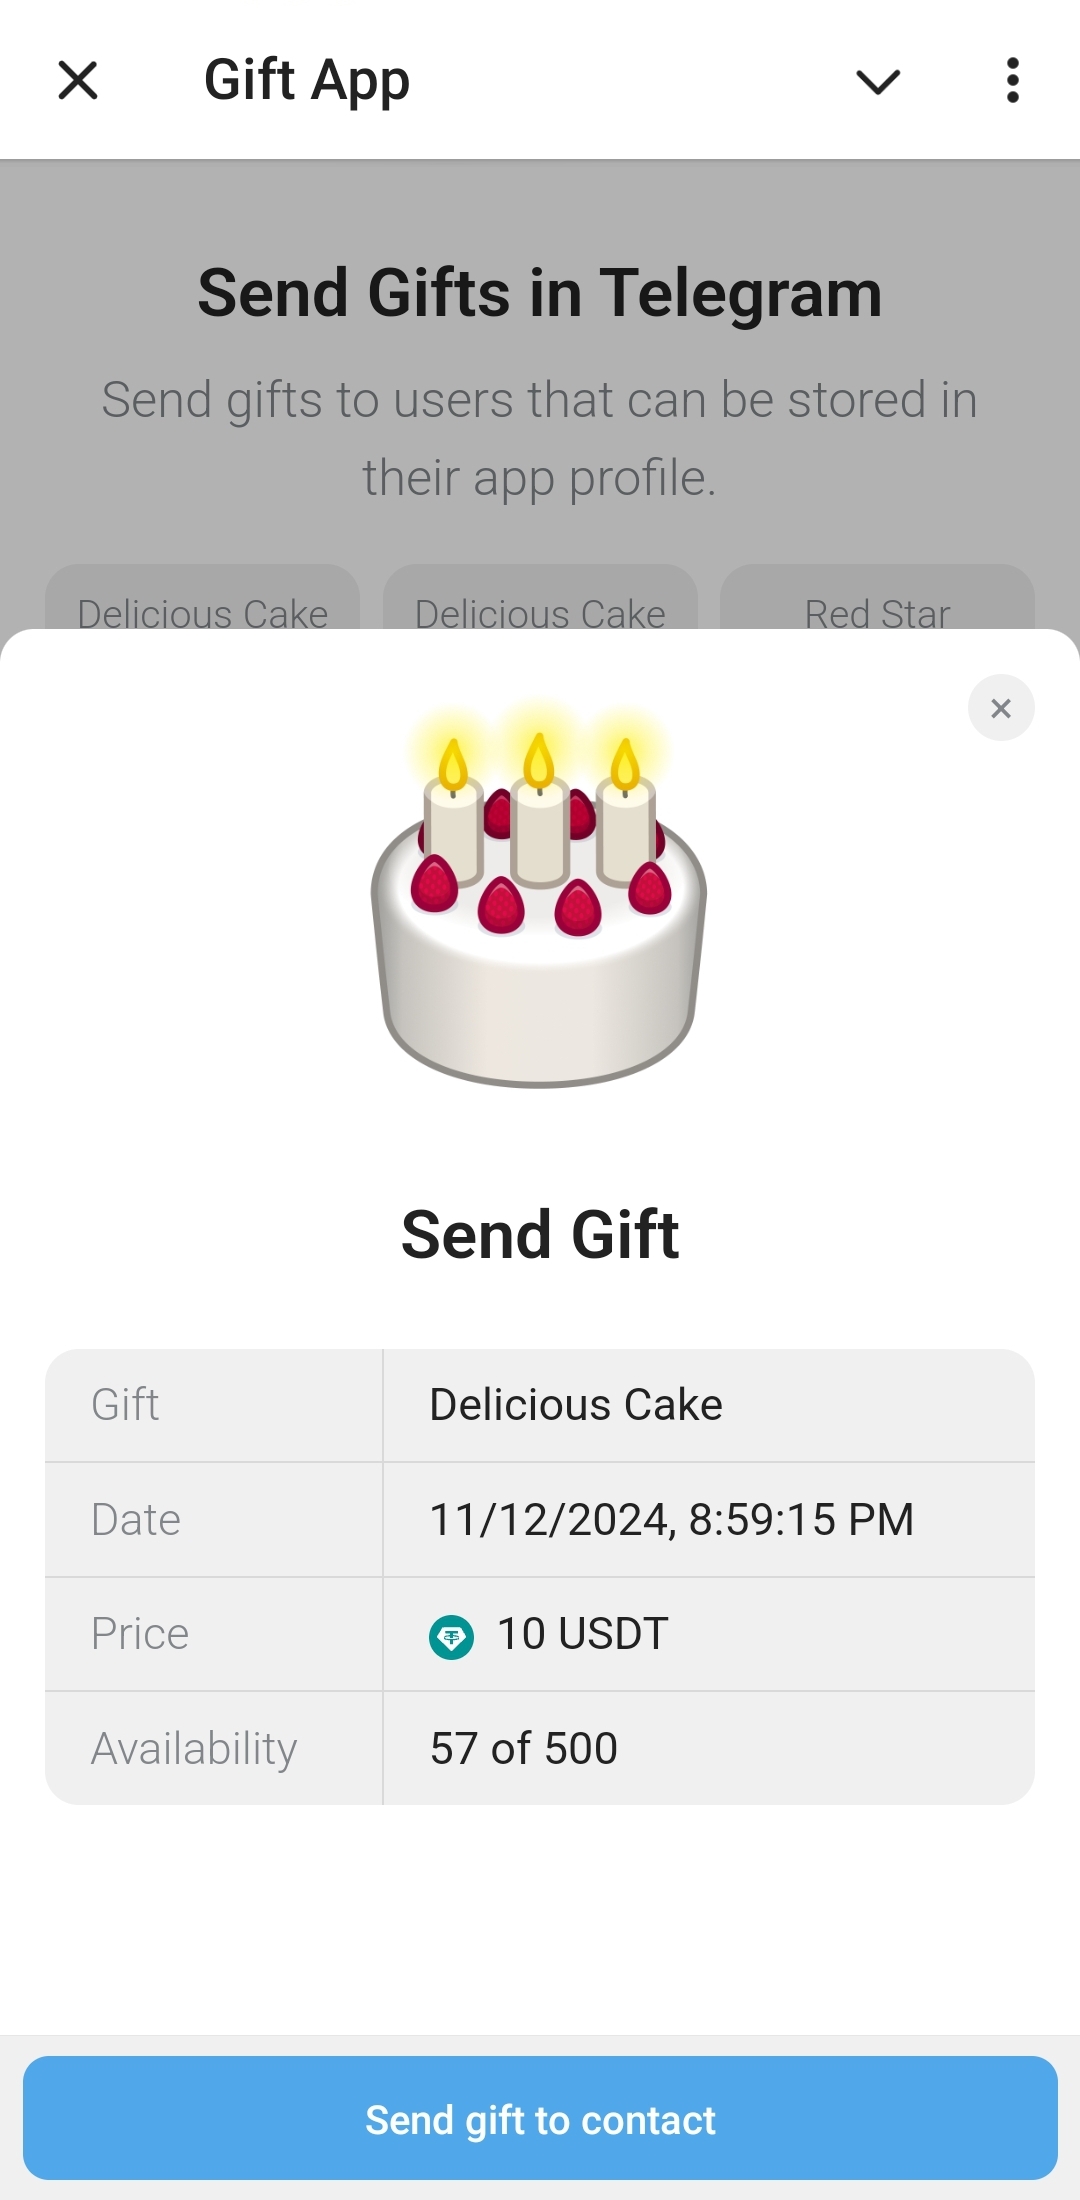 Gift App
Send Gifts in Telegram
Send gifts to users that can be stored in
their app profile.
Delicious Cake
Delicious Cake
Red Star
Send Gift
Gift
Delicious Cake
Date
11/12/2024, 8:59:15 PM
Price
10 USDT
Availability
57 of 500
Send gift to contact